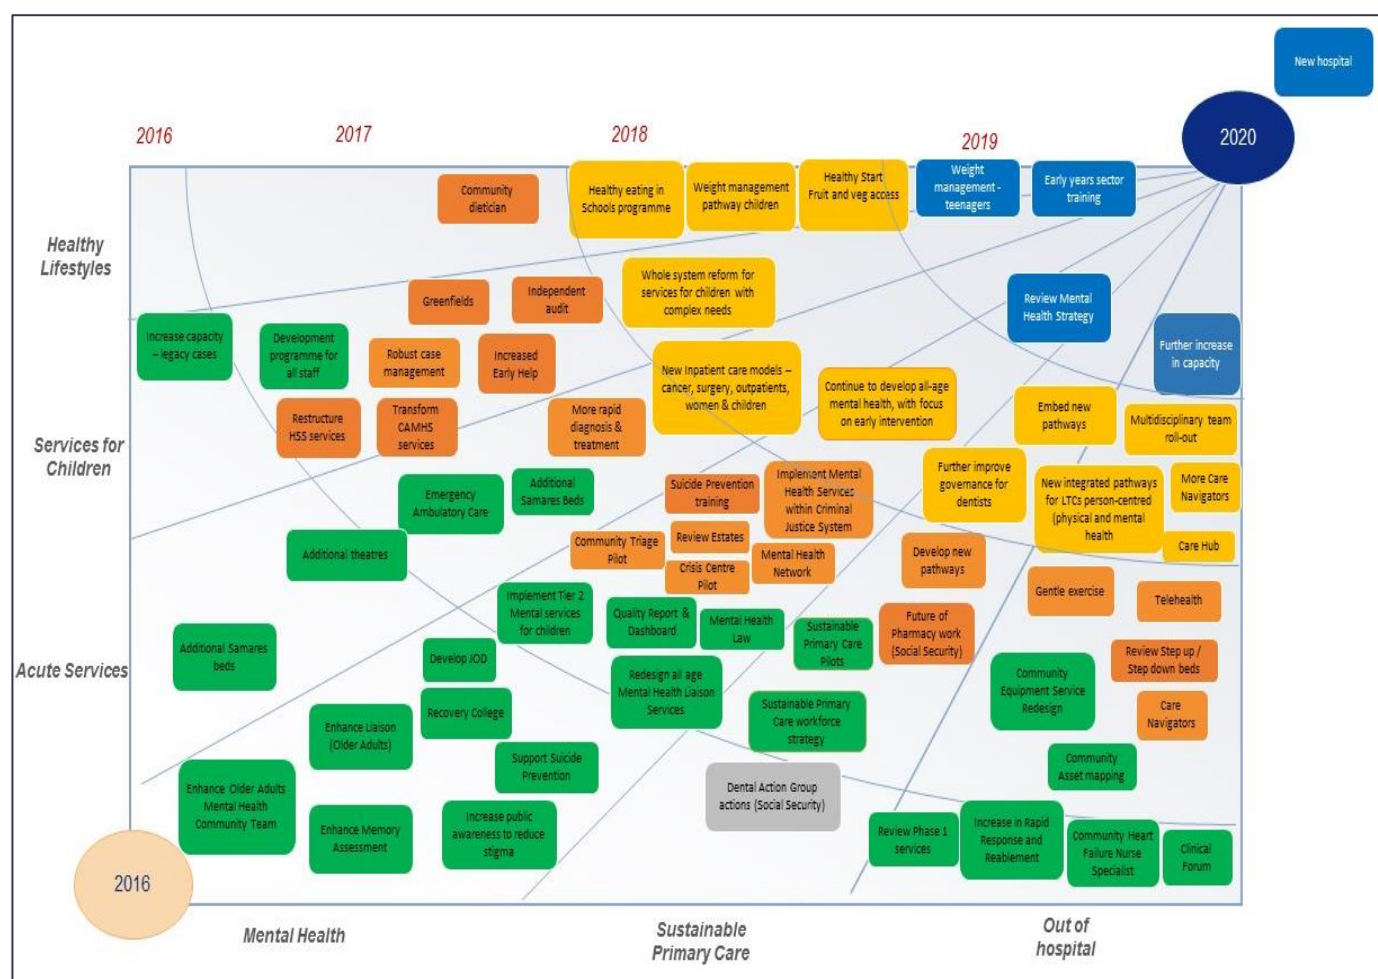 New hospital
2016
2017
2018
2019
2020
Community
dietician
Healthy eating in
Schools programme
Weight management
pathway children
Healthy Start
Fruit and veg access
Weight
management -
teenagers
Early years sector
training
Healthy
Lifestyles
Greenfields
Independent
audit
Whole system reform for
services for children with
complex needs
Review Mental
Health Strategy
Increase capacity
– legacy cases
Development
programme for
all staff
Robust case
management
Increased
Early Help
New Inpatient care models –
cancer, surgery, outpatients,
women & children
Continue to develop all-age
mental health, with focus
on early intervention
Further increase
in capacity
Restructure
HSS services
Transform
CAMHS
services
More rapid
diagnosis &
treatment
Embed new
pathways
Multidisciplinary team
roll-out
Services for
Children
Emergency
Ambulatory Care
Additional
Samares Beds
Suicide Prevention
training
Implement Mental
Health Services
within Criminal
Justice System
Further improve
governance for
dentists
New integrated pathways
for LTCs person-centred
(physical and mental
health
More Care
Navigators
Care Hub
Additional theatres
Community Triage
Pilot
Review Estates
Crisis Centre
Pilot
Mental Health
Network
Develop new
pathways
Gentle exercise
Telehealth
Implement Tier 2
Mental services
for children
Quality Report &
Dashboard
Mental Health
Law
Sustainable
Primary Care
Pilots
Future of
Pharmacy work
(Social Security)
Review Step up /
Step down beds
Acute Services
Additional Samares
beds
Develop JOD
Redesign all age
Mental Health Liaison
Services
Community
Equipment Service
Redesign
Care
Navigators
Enhance Liaison
(Older Adults)
Recovery College
Sustainable Primary
Care workforce
strategy
Support Suicide
Prevention
Community
Asset mapping
Enhance Older Adults
Mental Health
Community Team
Enhance Memory
Assessment
Increase public
awareness to reduce
stigma
Dental Action Group
actions (Social Security)
Review Phase 1
services
Increase in Rapid
Response and
Reablement
Community Heart
Failure Nurse
Specialist
Clinical
Forum
2016
Mental Health
Sustainable
Primary Care
Out of
hospital